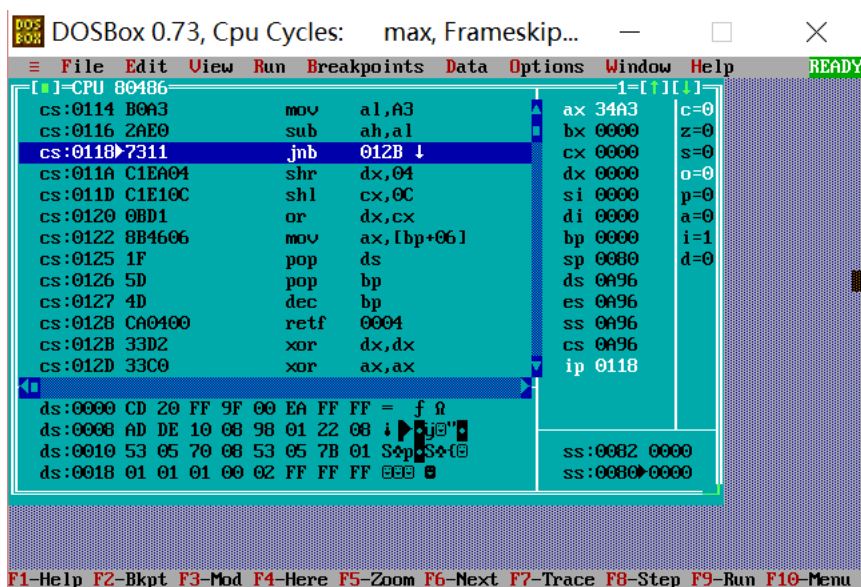 DOS BOX DOSBox 0.73, Cpu Cycles: max, Frameskip...
≡ File Edit View Run Breakpoints Data Options Window Help READY
[■]=CPU 80486 1=[↑][↓]
cs:0114 B0A3 mov al,A3 ax 34A3 c=0
cs:0116 2AE0 sub ah,al bx 0000 z=0
cs:0118►7311 jnb 012B ↓ cx 0000 s=0
cs:011A C1EA04 shr dx,04 dx 0000 o=0
cs:011D C1E10C shl cx,0C si 0000 p=0
cs:0120 0BD1 or dx,cx di 0000 a=0
cs:0122 8B4606 mov ax,[bp+06] bp 0000 i=1
cs:0125 1F pop ds sp 0080 d=0
cs:0126 5D pop bp ds 0A96
cs:0127 4D dec bp es 0A96
cs:0128 CA0400 retf 0004 ss 0A96
cs:012B 33D2 xor dx,dx cs 0A96
cs:012D 33C0 xor ax,ax ip 0118
ds:0000 CD 20 FF 9F 00 EA FF FF = ƒ Ω
ds:0008 AD DE 10 08 98 01 22 08 ¡▐►◘ÿ☺"◘
ds:0010 53 05 70 08 53 05 7B 01 S♣p◘S♣{☺ ss:0082 0000
ds:0018 01 01 01 00 02 FF FF FF ☺☺☺ ☻ ss:0080►0000
F1-Help F2-Bkpt F3-Mod F4-Here F5-Zoom F6-Next F7-Trace F8-Step F9-Run F10-Menu